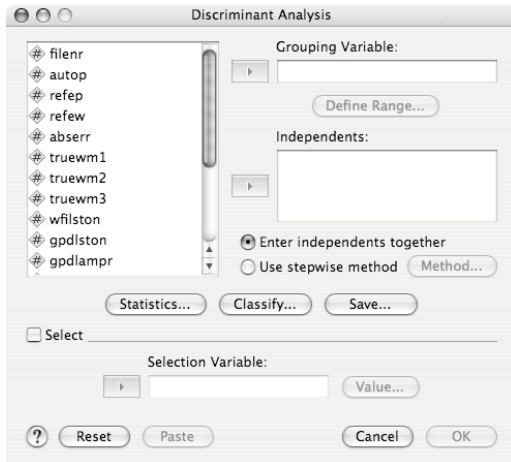 Discriminant Analysis
# filenr
# autop
# refep
# refew
# abserr
# truewm1
# truewm2
# truewm3
# wfilston
# gpdlston
# gpdlampr
Grouping Variable:
Define Range...
Independents:
Enter independents together
Use stepwise method
Method...
Statistics...
Classify...
Save...
Select
Selection Variable:
Value...
?
Reset
Paste
Cancel
OK